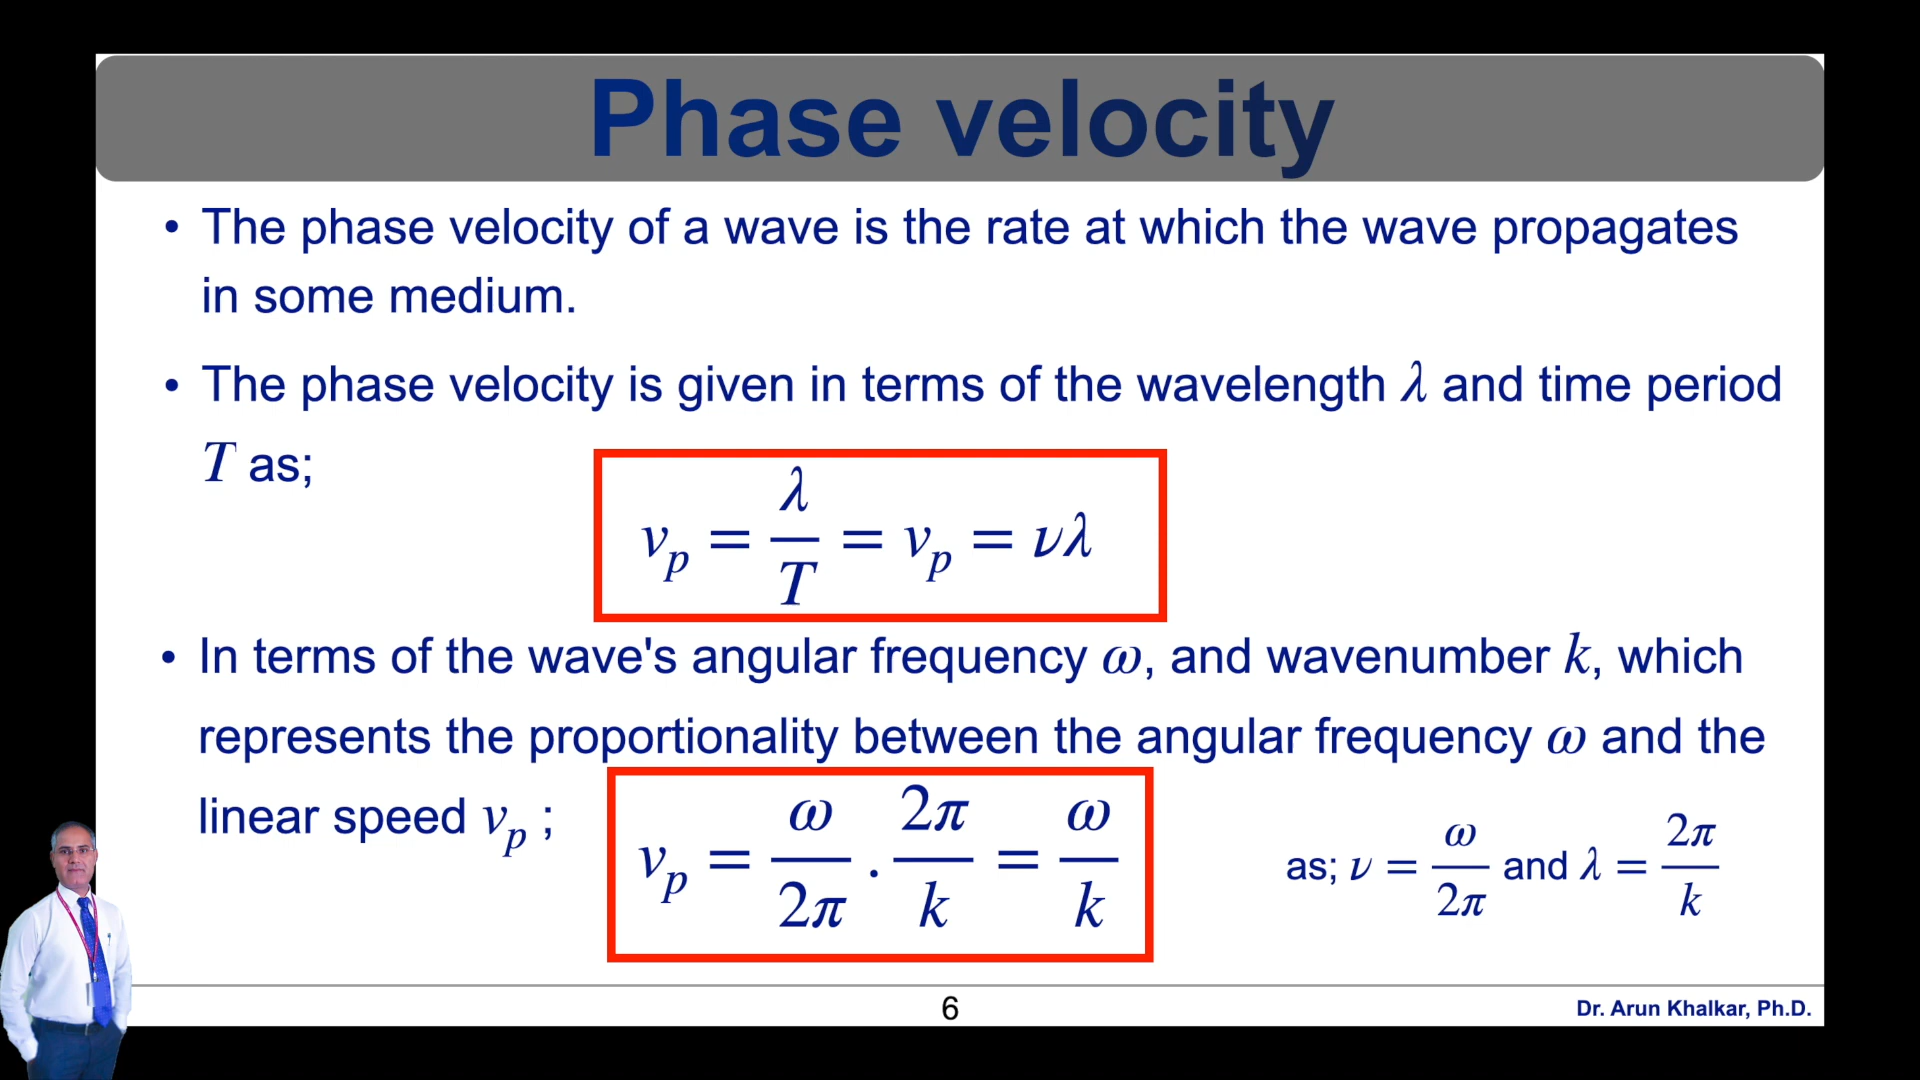 Phase velocity
• The phase velocity of a wave is the rate at which the wave propagates
in some medium.
• The phase velocity is given in terms of the wavelength λ and time period
T as;
v_p = λ/T = v_p = νλ
• In terms of the wave's angular frequency ω, and wavenumber k, which
represents the proportionality between the angular frequency ω and the
linear speed v_p ;
v_p = ω/2π . 2π/k = ω/k
as; ν = ω/2π and λ = 2π/k
6
Dr. Arun Khalkar, Ph.D.